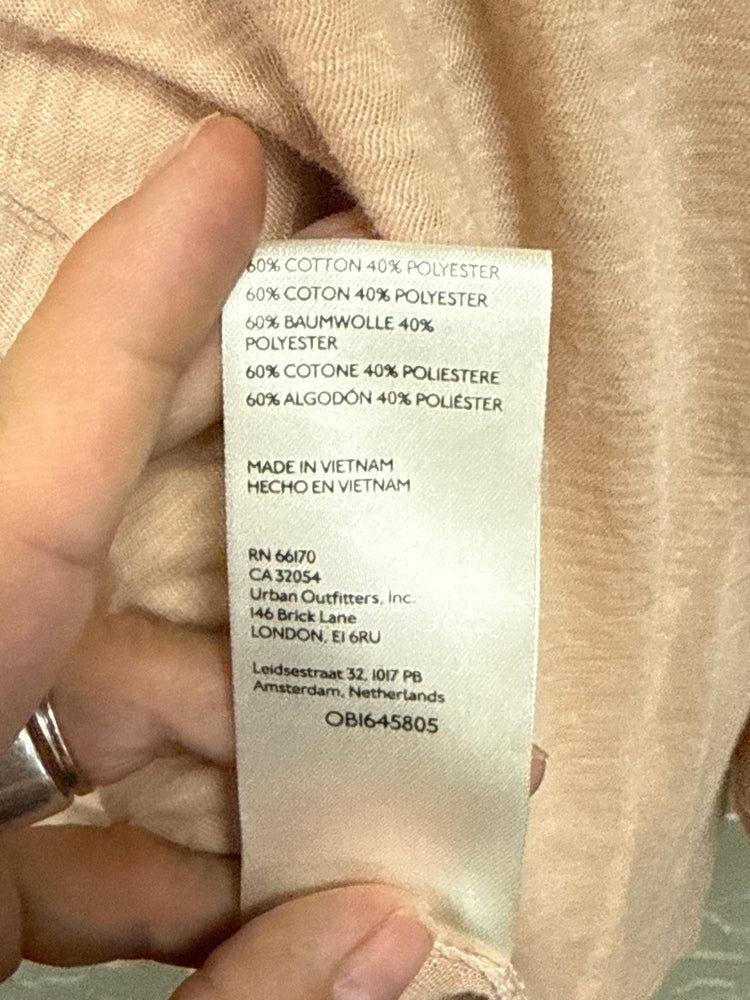 60% COTTON 40% POLYESTER
60% COTON 40% POLYESTER
60% BAUMWOLLE 40%
POLYESTER
60% COTONE 40% POLIESTERE
60% ALGODÓN 40% POLIÉSTER
MADE IN VIETNAM
HECHO EN VIETNAM
RN 66170
CA 32054
Urban Outfitters, Inc.
146 Brick Lane
LONDON, E1 6RU
Leidsestraat 32, 1017 PB
Amsterdam, Netherlands
OB1645805